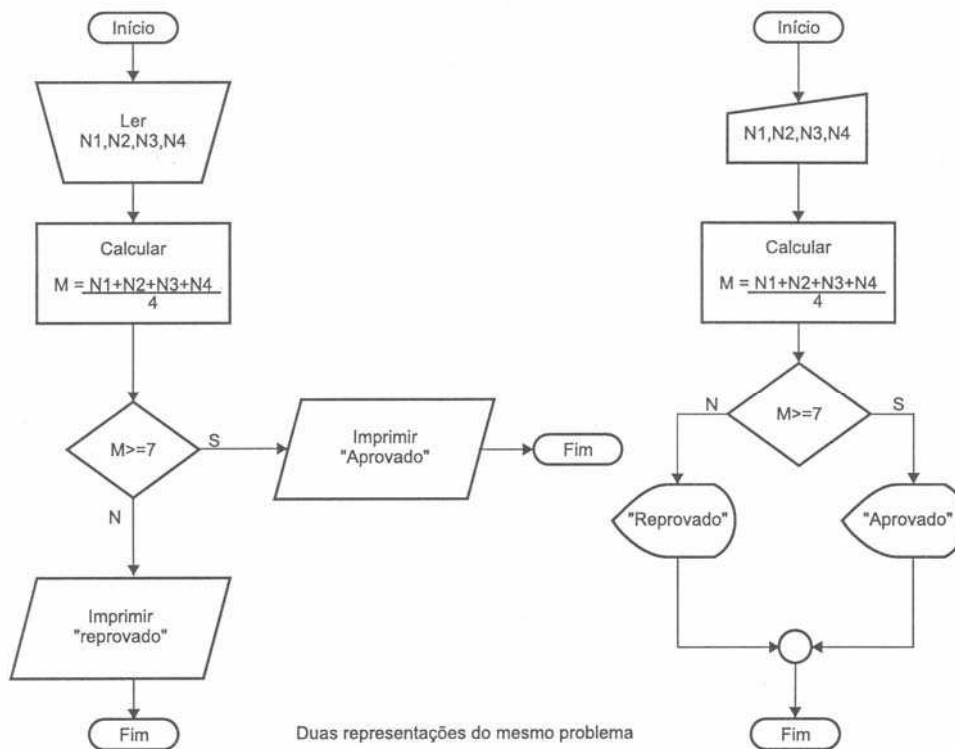 Início
Ler
N1,N2,N3,N4
Calcular
M = N1+N2+N3+N4
4
M>=7
S
N
Imprimir
"Aprovado"
Fim
Imprimir
"reprovado"
Fim
Início
N1,N2,N3,N4
Calcular
M = N1+N2+N3+N4
4
N
M>=7
S
"Reprovado"
"Aprovado"
Fim
Duas representações do mesmo problema